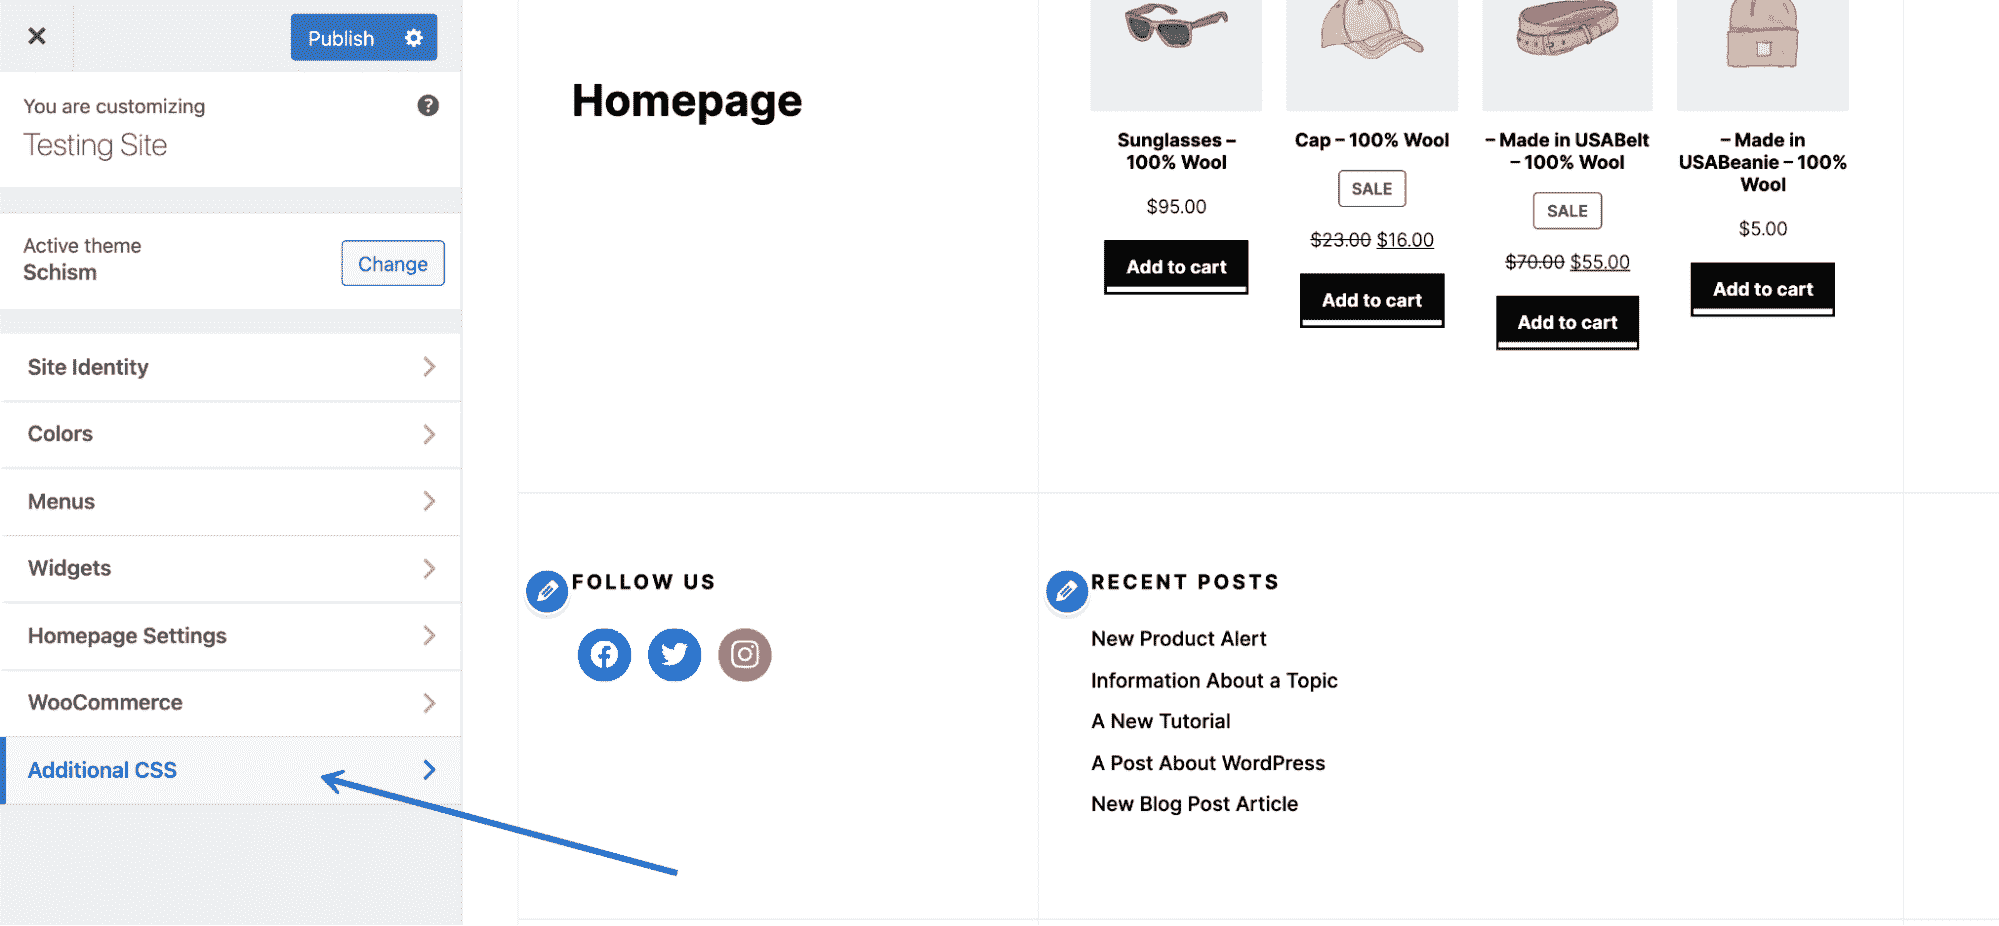 Publish
You are customizing
Testing Site
Active theme
Schism
Change
Site Identity
Colors
Menus
Widgets
Homepage Settings
WooCommerce
Additional CSS
Homepage
Sunglasses –
100% Wool
$95.00
Add to cart
Cap – 100% Wool
SALE
$23.00 $16.00
Add to cart
– Made in USABelt
– 100% Wool
SALE
$70.00 $55.00
Add to cart
– Made in
USABeanie – 100%
Wool
$5.00
Add to cart
FOLLOW US
RECENT POSTS
New Product Alert
Information About a Topic
A New Tutorial
A Post About WordPress
New Blog Post Article